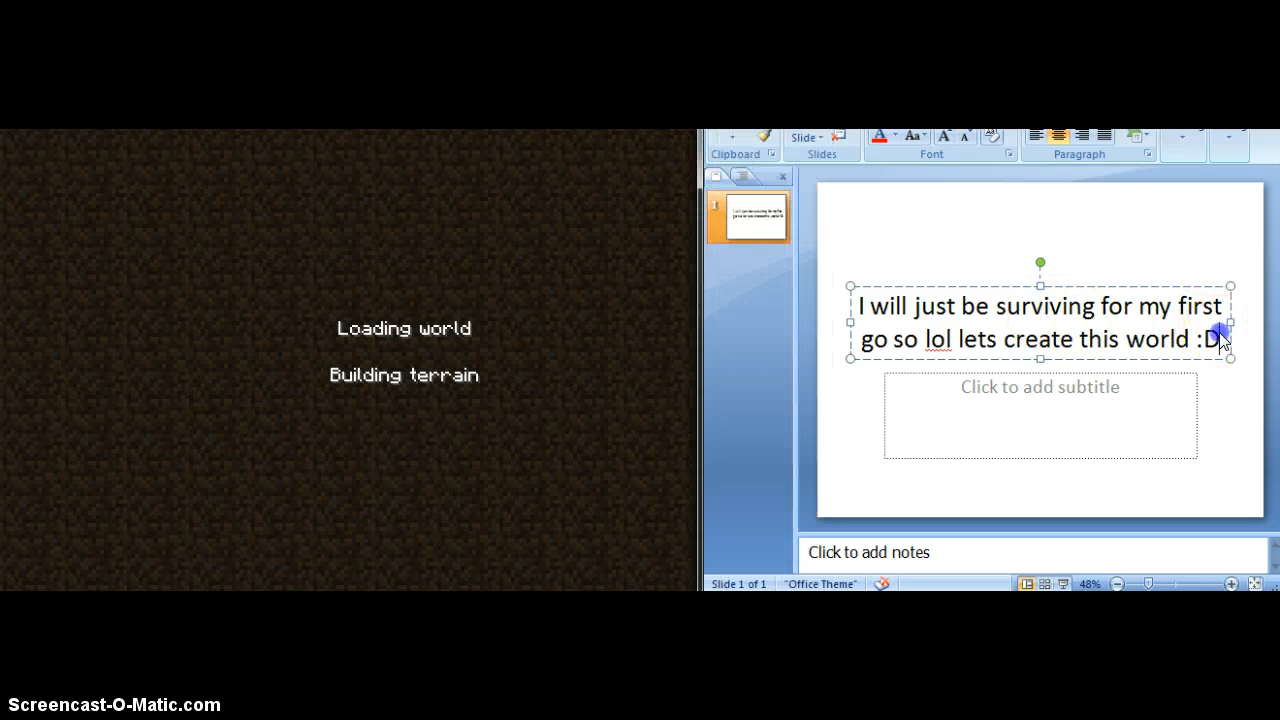 Loading world
Building terrain
Slide
Aa
A
A
A
Clipboard
Slides
Font
Paragraph
1
I will just be surviving for my first
go so lol lets create this world :D
Click to add subtitle
Click to add notes
Slide 1 of 1
"Office Theme"
48%
Screencast-O-Matic.com